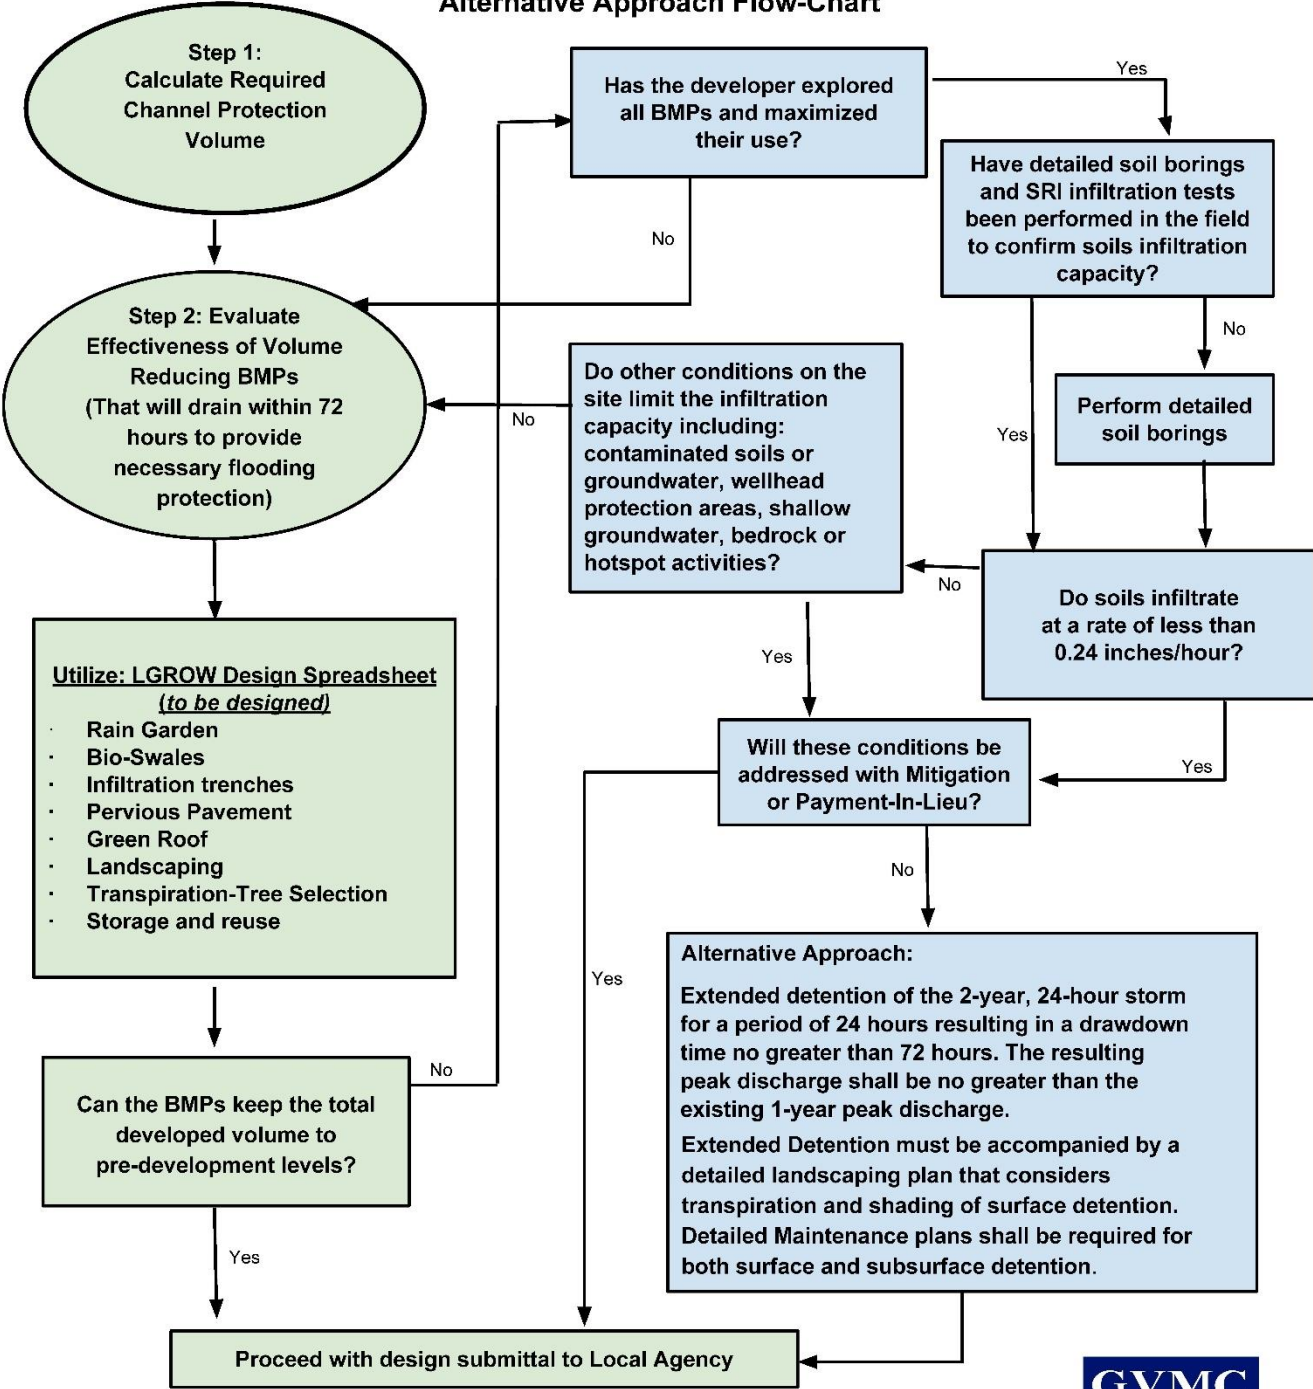 Alternative Approach Flow-Chart
Step 1:
Calculate Required
Channel Protection
Volume
Has the developer explored
all BMPs and maximized
their use?
Yes
Have detailed soil borings
and SRI infiltration tests
been performed in the field
to confirm soils infiltration
capacity?
No
Step 2: Evaluate
Effectiveness of Volume
Reducing BMPs
(That will drain within 72
hours to provide
necessary flooding
protection)
No
Do other conditions on the
site limit the infiltration
capacity including:
contaminated soils or
groundwater, wellhead
protection areas, shallow
groundwater, bedrock or
hotspot activities?
No
Perform detailed
soil borings
Yes
No
Do soils infiltrate
at a rate of less than
0.24 inches/hour?
Yes
Yes
Utilize: LGROW Design Spreadsheet
(to be designed)
· Rain Garden
· Bio-Swales
· Infiltration trenches
· Pervious Pavement
· Green Roof
· Landscaping
· Transpiration-Tree Selection
· Storage and reuse
Will these conditions be
addressed with Mitigation
or Payment-In-Lieu?
No
Yes
Alternative Approach:
Extended detention of the 2-year, 24-hour storm
for a period of 24 hours resulting in a drawdown
time no greater than 72 hours. The resulting
peak discharge shall be no greater than the
existing 1-year peak discharge.
Extended Detention must be accompanied by a
detailed landscaping plan that considers
transpiration and shading of surface detention.
Detailed Maintenance plans shall be required for
both surface and subsurface detention.
Can the BMPs keep the total
developed volume to
pre-development levels?
No
Yes
Proceed with design submittal to Local Agency
GVMC